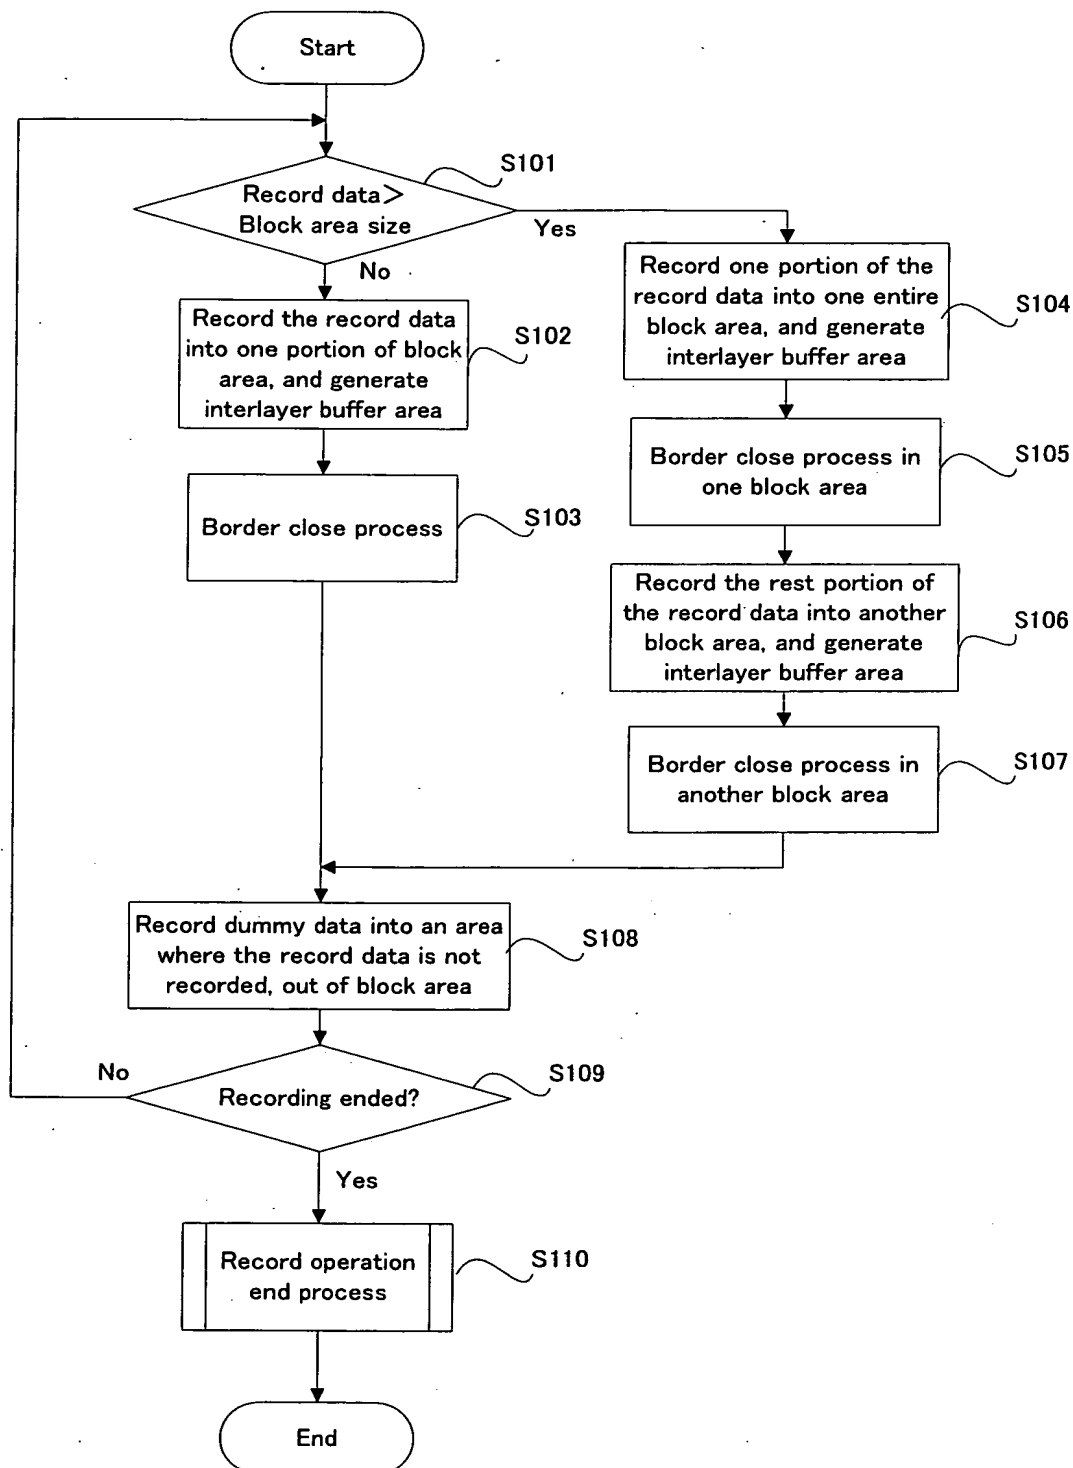 Start
S101
Record data＞
Block area size
Yes
No
Record one portion of the
record data into one entire
block area, and generate
interlayer buffer area
S104
Record the record data
into one portion of block
area, and generate
interlayer buffer area
S102
Border close process in
one block area
S105
Border close process
S103
Record the rest portion of
the record data into another
block area, and generate
interlayer buffer area
S106
Border close process in
another block area
S107
Record dummy data into an area
where the record data is not
recorded, out of block area
S108
No
Recording ended?
S109
Yes
Record operation
end process
S110
End